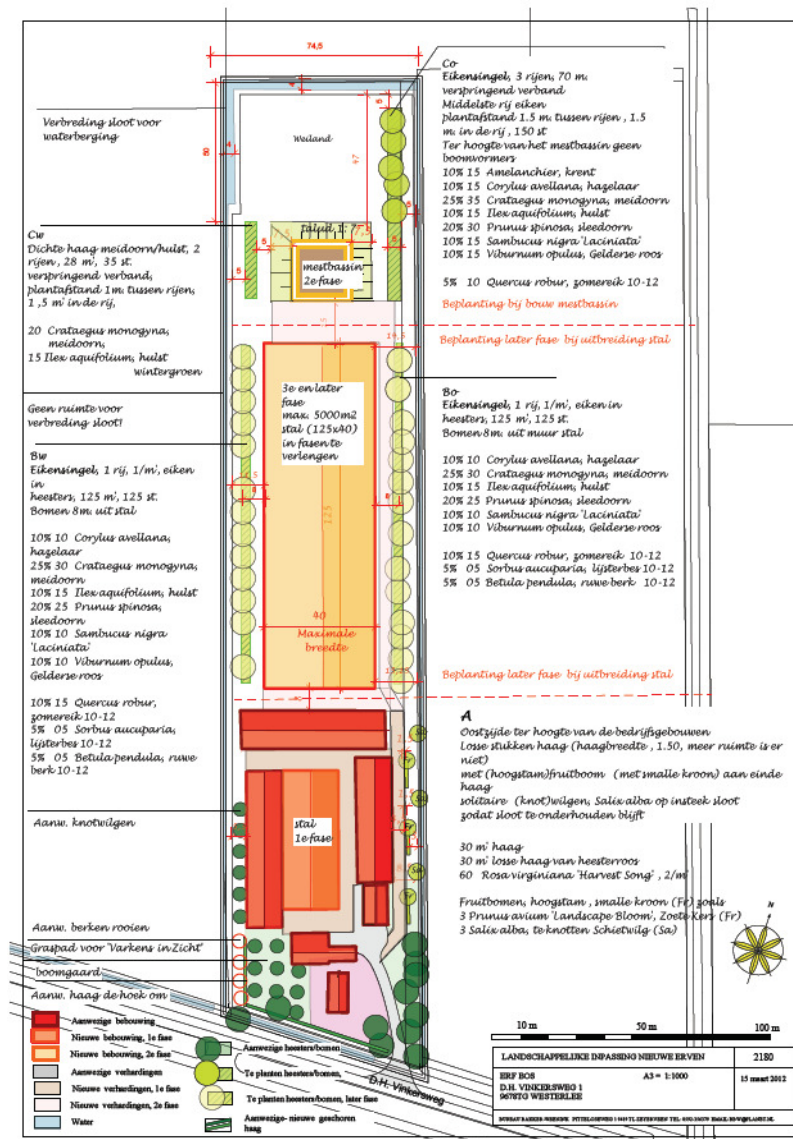 74,5
Verbreding sloot voor
waterberging
4
4
50
Weiland
47
5
Co
Eikensingel, 3 rijen, 70 m.
verspringend verband
Middelste rij eiken
plantafstand 1.5 m. tussen rijen, 1.5
m. in de rij, 150 st
Ter hoogte van het mestbassin geen
boomvormers
10% 15 Amelanchier, krent
10% 15 Corylus avellana, hazelaar
25% 35 Crataegus monogyna, meidoorn
10% 15 Ilex aquifolium, hulst
20% 30 Prunus spinosa, sleedoorn
10% 15 Sambucus nigra 'Laciniata'
10% 15 Viburnum opulus, Gelderse roos
5% 10 Quercus robur, zomereik 10-12
Beplanting bij bouw mestbassin
Cw
Dichte haag meidoorn/hulst, 2
rijen, 28 m', 35 st.
verspringend verband,
plantafstand 1m. tussen rijen,
1,5 m' in de rij,
20 Crataegus monogyna,
meidoorn,
15 Ilex aquifolium, hulst
wintergroen
talud 1:
7,5
7,5
5
5
5
mestbassin
2e fase
Beplanting later fase bij uitbreiding stal
Geen ruimte voor
verbreding sloot!
Bw
Eikensingel, 1 rij, 1/m', eiken
in
heesters, 125 m', 125 st.
Bomen 8m. uit stal
10% 10 Corylus avellana,
hazelaar
25% 30 Crataegus monogyna,
meidoorn
10% 15 Ilex aquifolium, hulst
20% 25 Prunus spinosa,
sleedoorn
10% 10 Sambucus nigra
'Laciniata'
10% 10 Viburnum opulus,
Gelderse roos
10% 15 Quercus robur,
zomereik 10-12
5% 05 Sorbus aucuparia,
lijsterbes 10-12
5% 05 Betula pendula, ruwe
berk 10-12
3e en later
fase
max. 5000m2
stal (125x40)
in fasen te
verlengen
125
40
Maximale
breedte
Bo
Eikensingel, 1 rij, 1/m', eiken in
heesters, 125 m', 125 st.
Bomen 8m. uit muur stal
10% 10 Corylus avellana, hazelaar
25% 30 Crataegus monogyna, meidoorn
10% 15 Ilex aquifolium, hulst
20% 25 Prunus spinosa, sleedoorn
10% 10 Sambucus nigra 'Laciniata'
10% 10 Viburnum opulus, Gelderse roos
10% 15 Quercus robur, zomereik 10-12
5% 05 Sorbus aucuparia, lijsterbes 10-12
5% 05 Betula pendula, ruwe berk 10-12
Beplanting later fase bij uitbreiding stal
A
Oostzijde ter hoogte van de bedrijfsgebouwen
Losse stukken haag (haagbreedte, 1.50, meer ruimte is er
niet)
met (hoogstam)fruitboom (met smalle kroon) aan einde
haag
solitaire (knot)wilgen, Salix alba op insteek sloot
zodat sloot te onderhouden blijft
30 m' haag
30 m' losse haag van heesterroos
60 Rosa virginiana 'Harvest Song', 2/m'
Fruitbomen, hoogstam, smalle kroon (Fr) zoals
3 Prunus avium 'Landscape Bloom', Zoete Kers (Fr)
3 Salix alba, te knotten Schietwilg (Sa)
stal
1e fase
Sa
Fr
Sa
Fr
Sa
Fr
Aanw. knotwilgen
Aanw. berken rooien
Graspad voor 'Varkens in Zicht'
boomgaard
Aanw. haag de hoek om
N
Aanwezige bebouwing
Nieuwe bebouwing, 1e fase
Nieuwe bebouwing, 2e fase
Aanwezige verhardingen
Nieuwe verhardingen, 1e fase
Nieuwe verhardingen, 2e fase
Water
Aanwezige heesters/bomen
Te planten heesters/bomen,
Te planten heesters/bomen, later fase
Aanwezige- nieuwe geschoren
haag
D.H. Vinkersweg
10 m
50 m
100 m
LANDSCHAPPELIJKE INPASSING NIEUWE ERVEN
2180
ERF BOS
D.H. VINKERSWEG 1
9678TG WESTERLEE
A3 = 1:1000
15 maart 2012